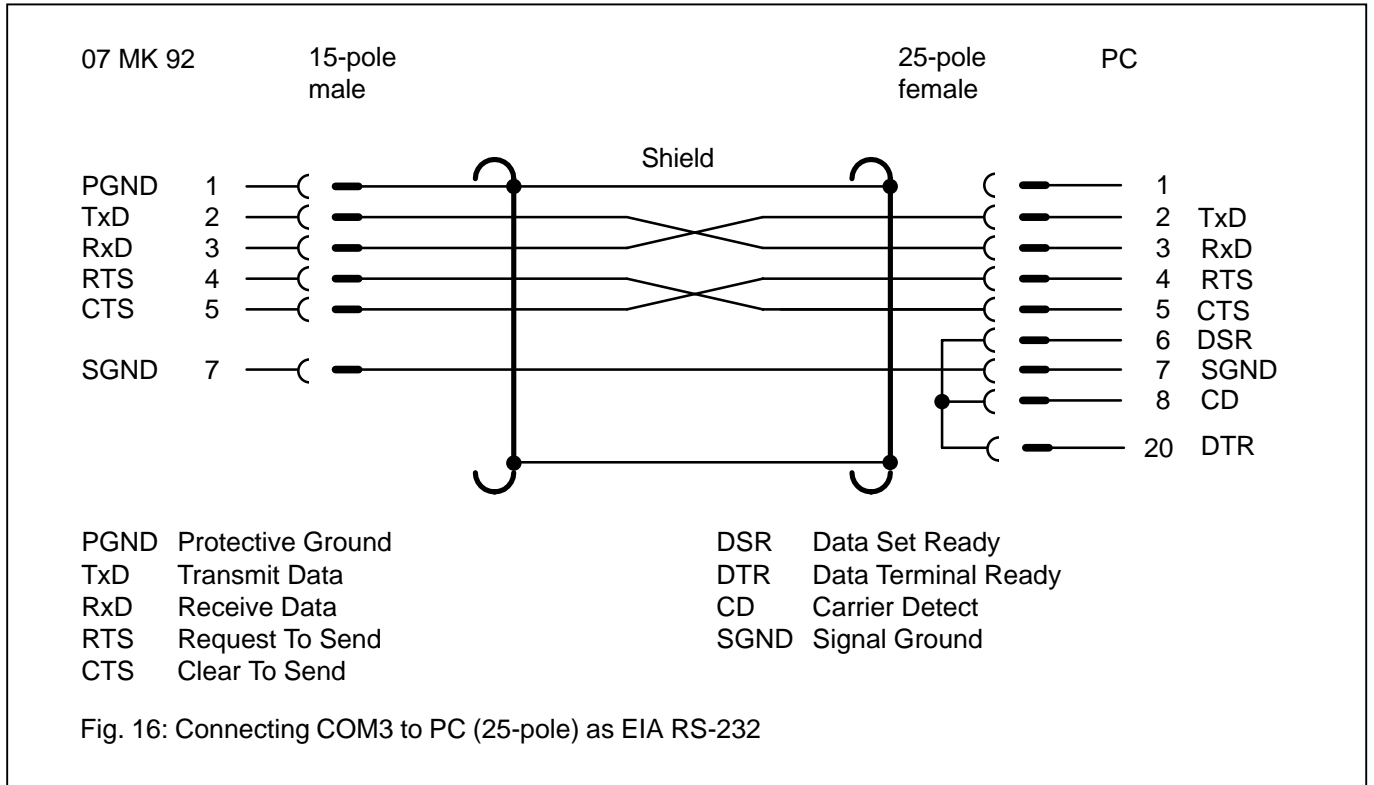 07 MK 92 15-pole male 25-pole female PC
Shield
PGND 1 1
TxD 2 2 TxD
RxD 3 3 RxD
RTS 4 4 RTS
CTS 5 5 CTS
6 DSR
SGND 7 7 SGND
8 CD
20 DTR
PGND Protective Ground DSR Data Set Ready
TxD Transmit Data DTR Data Terminal Ready
RxD Receive Data CD Carrier Detect
RTS Request To Send SGND Signal Ground
CTS Clear To Send
Fig. 16: Connecting COM3 to PC (25-pole) as EIA RS-232